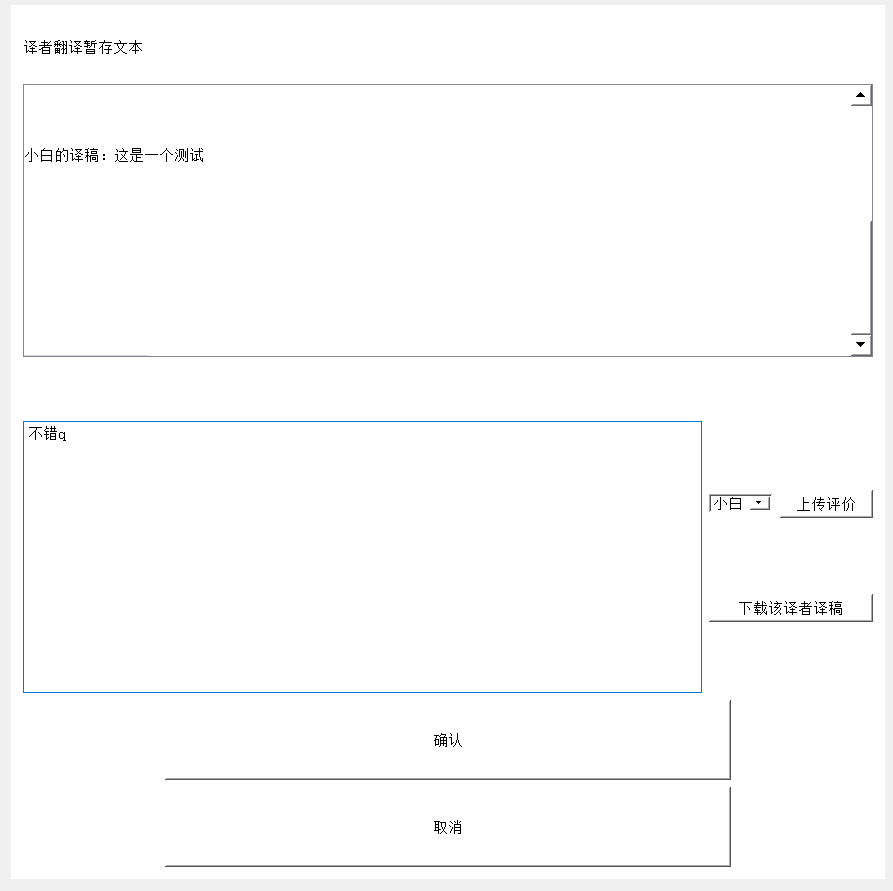 译者翻译暂存文本
小白的译稿：这是一个测试
不错q
小白
上传评价
下载该译者译稿
确认
取消